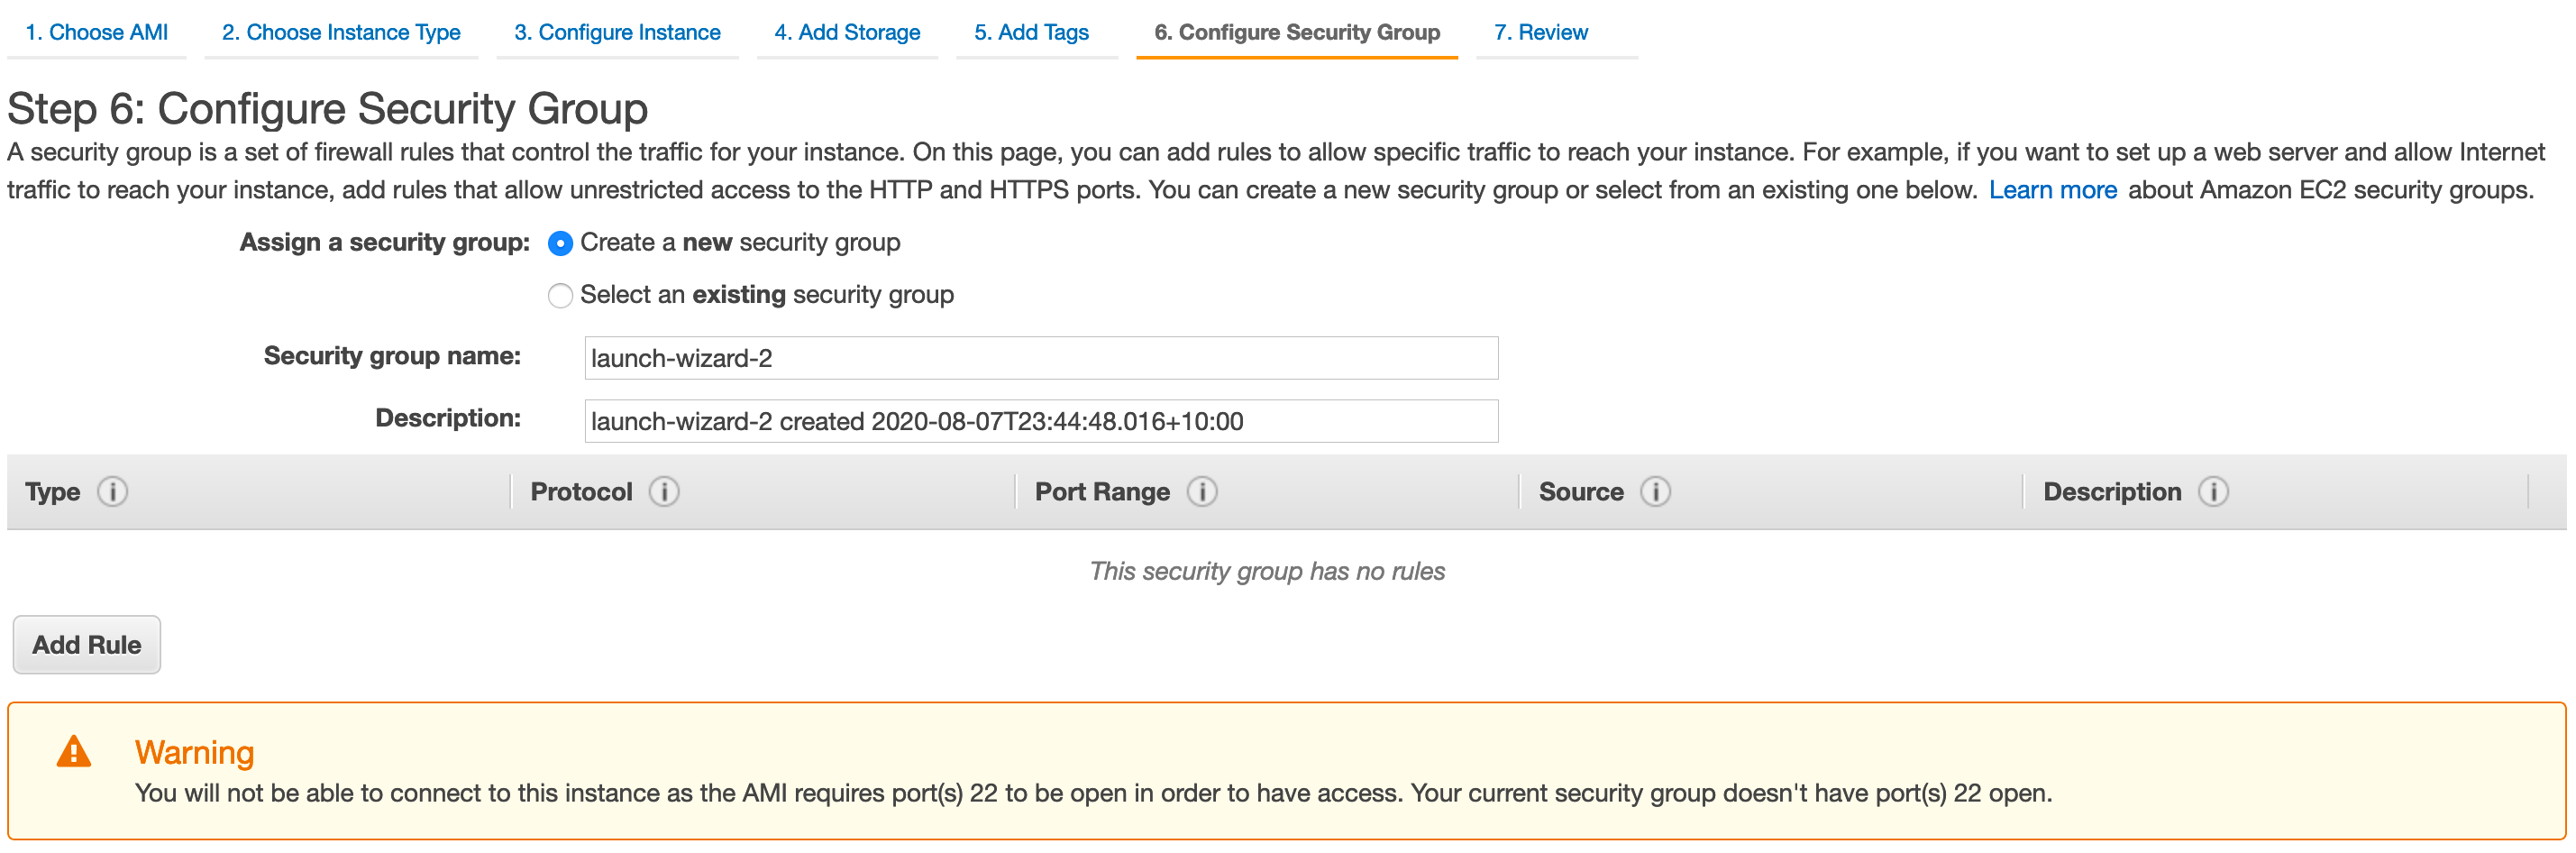 1. Choose AMI 2. Choose Instance Type 3. Configure Instance 4. Add Storage 5. Add Tags 6. Configure Security Group 7. Review
Step 6: Configure Security Group
A security group is a set of firewall rules that control the traffic for your instance. On this page, you can add rules to allow specific traffic to reach your instance. For example, if you want to set up a web server and allow Internet
traffic to reach your instance, add rules that allow unrestricted access to the HTTP and HTTPS ports. You can create a new security group or select from an existing one below. Learn more about Amazon EC2 security groups.
Assign a security group: Create a new security group
Select an existing security group
Security group name: launch-wizard-2
Description: launch-wizard-2 created 2020-08-07T23:44:48.016+10:00
Type i Protocol i Port Range i Source i Description i
This security group has no rules
Add Rule
Warning
You will not be able to connect to this instance as the AMI requires port(s) 22 to be open in order to have access. Your current security group doesn't have port(s) 22 open.